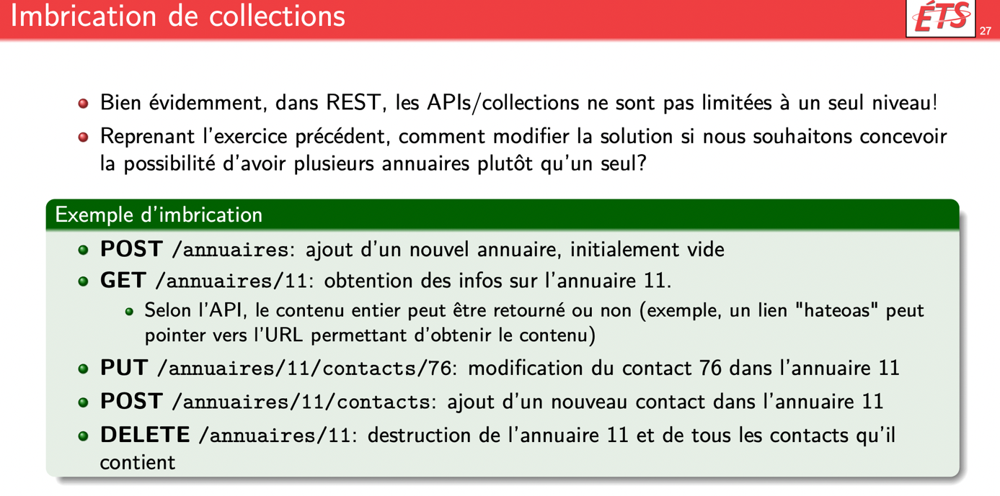 Imbrication de collections
ÉTS
27
Bien évidemment, dans REST, les APIs/collections ne sont pas limitées à un seul niveau!
Reprenant l'exercice précédent, comment modifier la solution si nous souhaitons concevoir
la possibilité d'avoir plusieurs annuaires plutôt qu'un seul?
Exemple d'imbrication
POST /annuaires: ajout d'un nouvel annuaire, initialement vide
GET /annuaires/11: obtention des infos sur l'annuaire 11.
Selon l'API, le contenu entier peut être retourné ou non (exemple, un lien "hateoas" peut
pointer vers l'URL permettant d'obtenir le contenu)
PUT /annuaires/11/contacts/76: modification du contact 76 dans l'annuaire 11
POST /annuaires/11/contacts: ajout d'un nouveau contact dans l'annuaire 11
DELETE /annuaires/11: destruction de l'annuaire 11 et de tous les contacts qu'il
contient